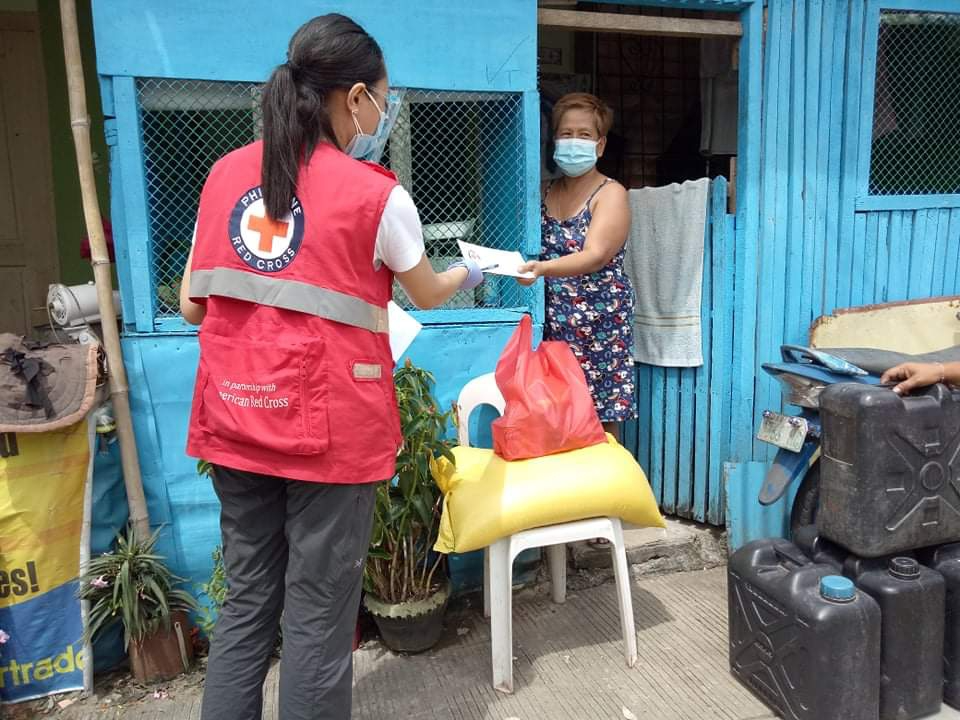 PHILIPPINE
RED CROSS
in partnership with
American Red Cross
es!
rtrade